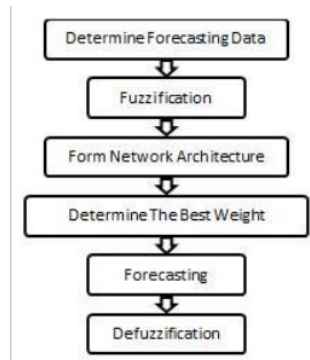 Determine Forecasting Data
Fuzzification
Form Network Architecture
Determine The Best Weight
Forecasting
Defuzzification